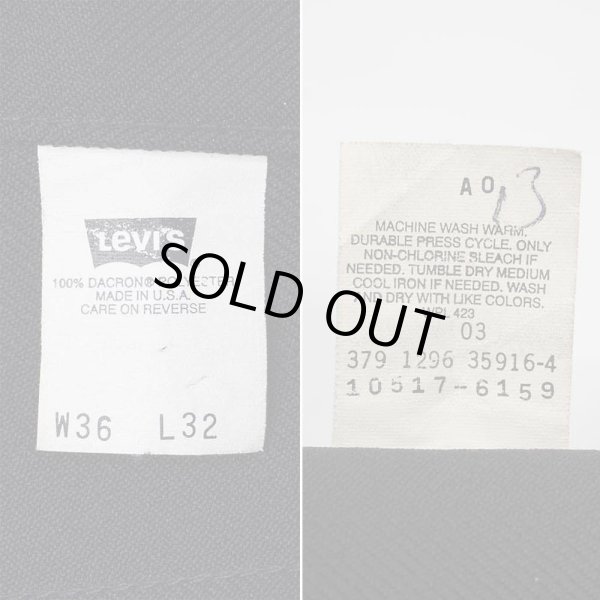 Levi's
100% DACRON® POLYESTER
MADE IN U.S.A.
CARE ON REVERSE
W36 L32
SOLD OUT
A0 13
MACHINE WASH WARM.
DURABLE PRESS CYCLE. ONLY
NON-CHLORINE BLEACH IF
NEEDED. TUMBLE DRY MEDIUM
COOL IRON IF NEEDED. WASH
AND DRY WITH LIKE COLORS.
WPL 423
03
379 1296 35916-4
10517-6159